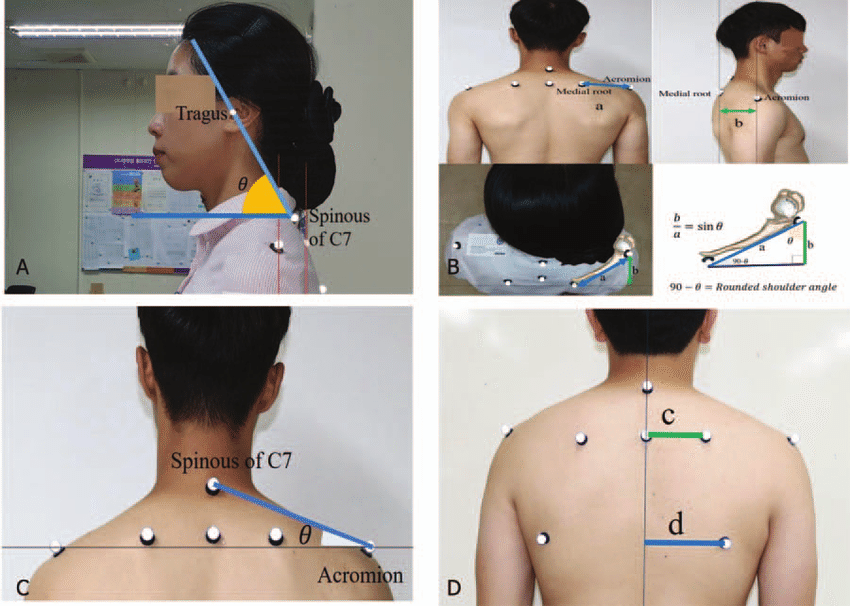 Tragus
θ
Spinous
of C7
A
Acromion
Medial root
a
Medial root
Acromion
b
B
a
b
b/a = sin θ
θ
a
b
90-θ
90 − θ = Rounded shoulder angle
Spinous of C7
θ
Acromion
C
c
d
D